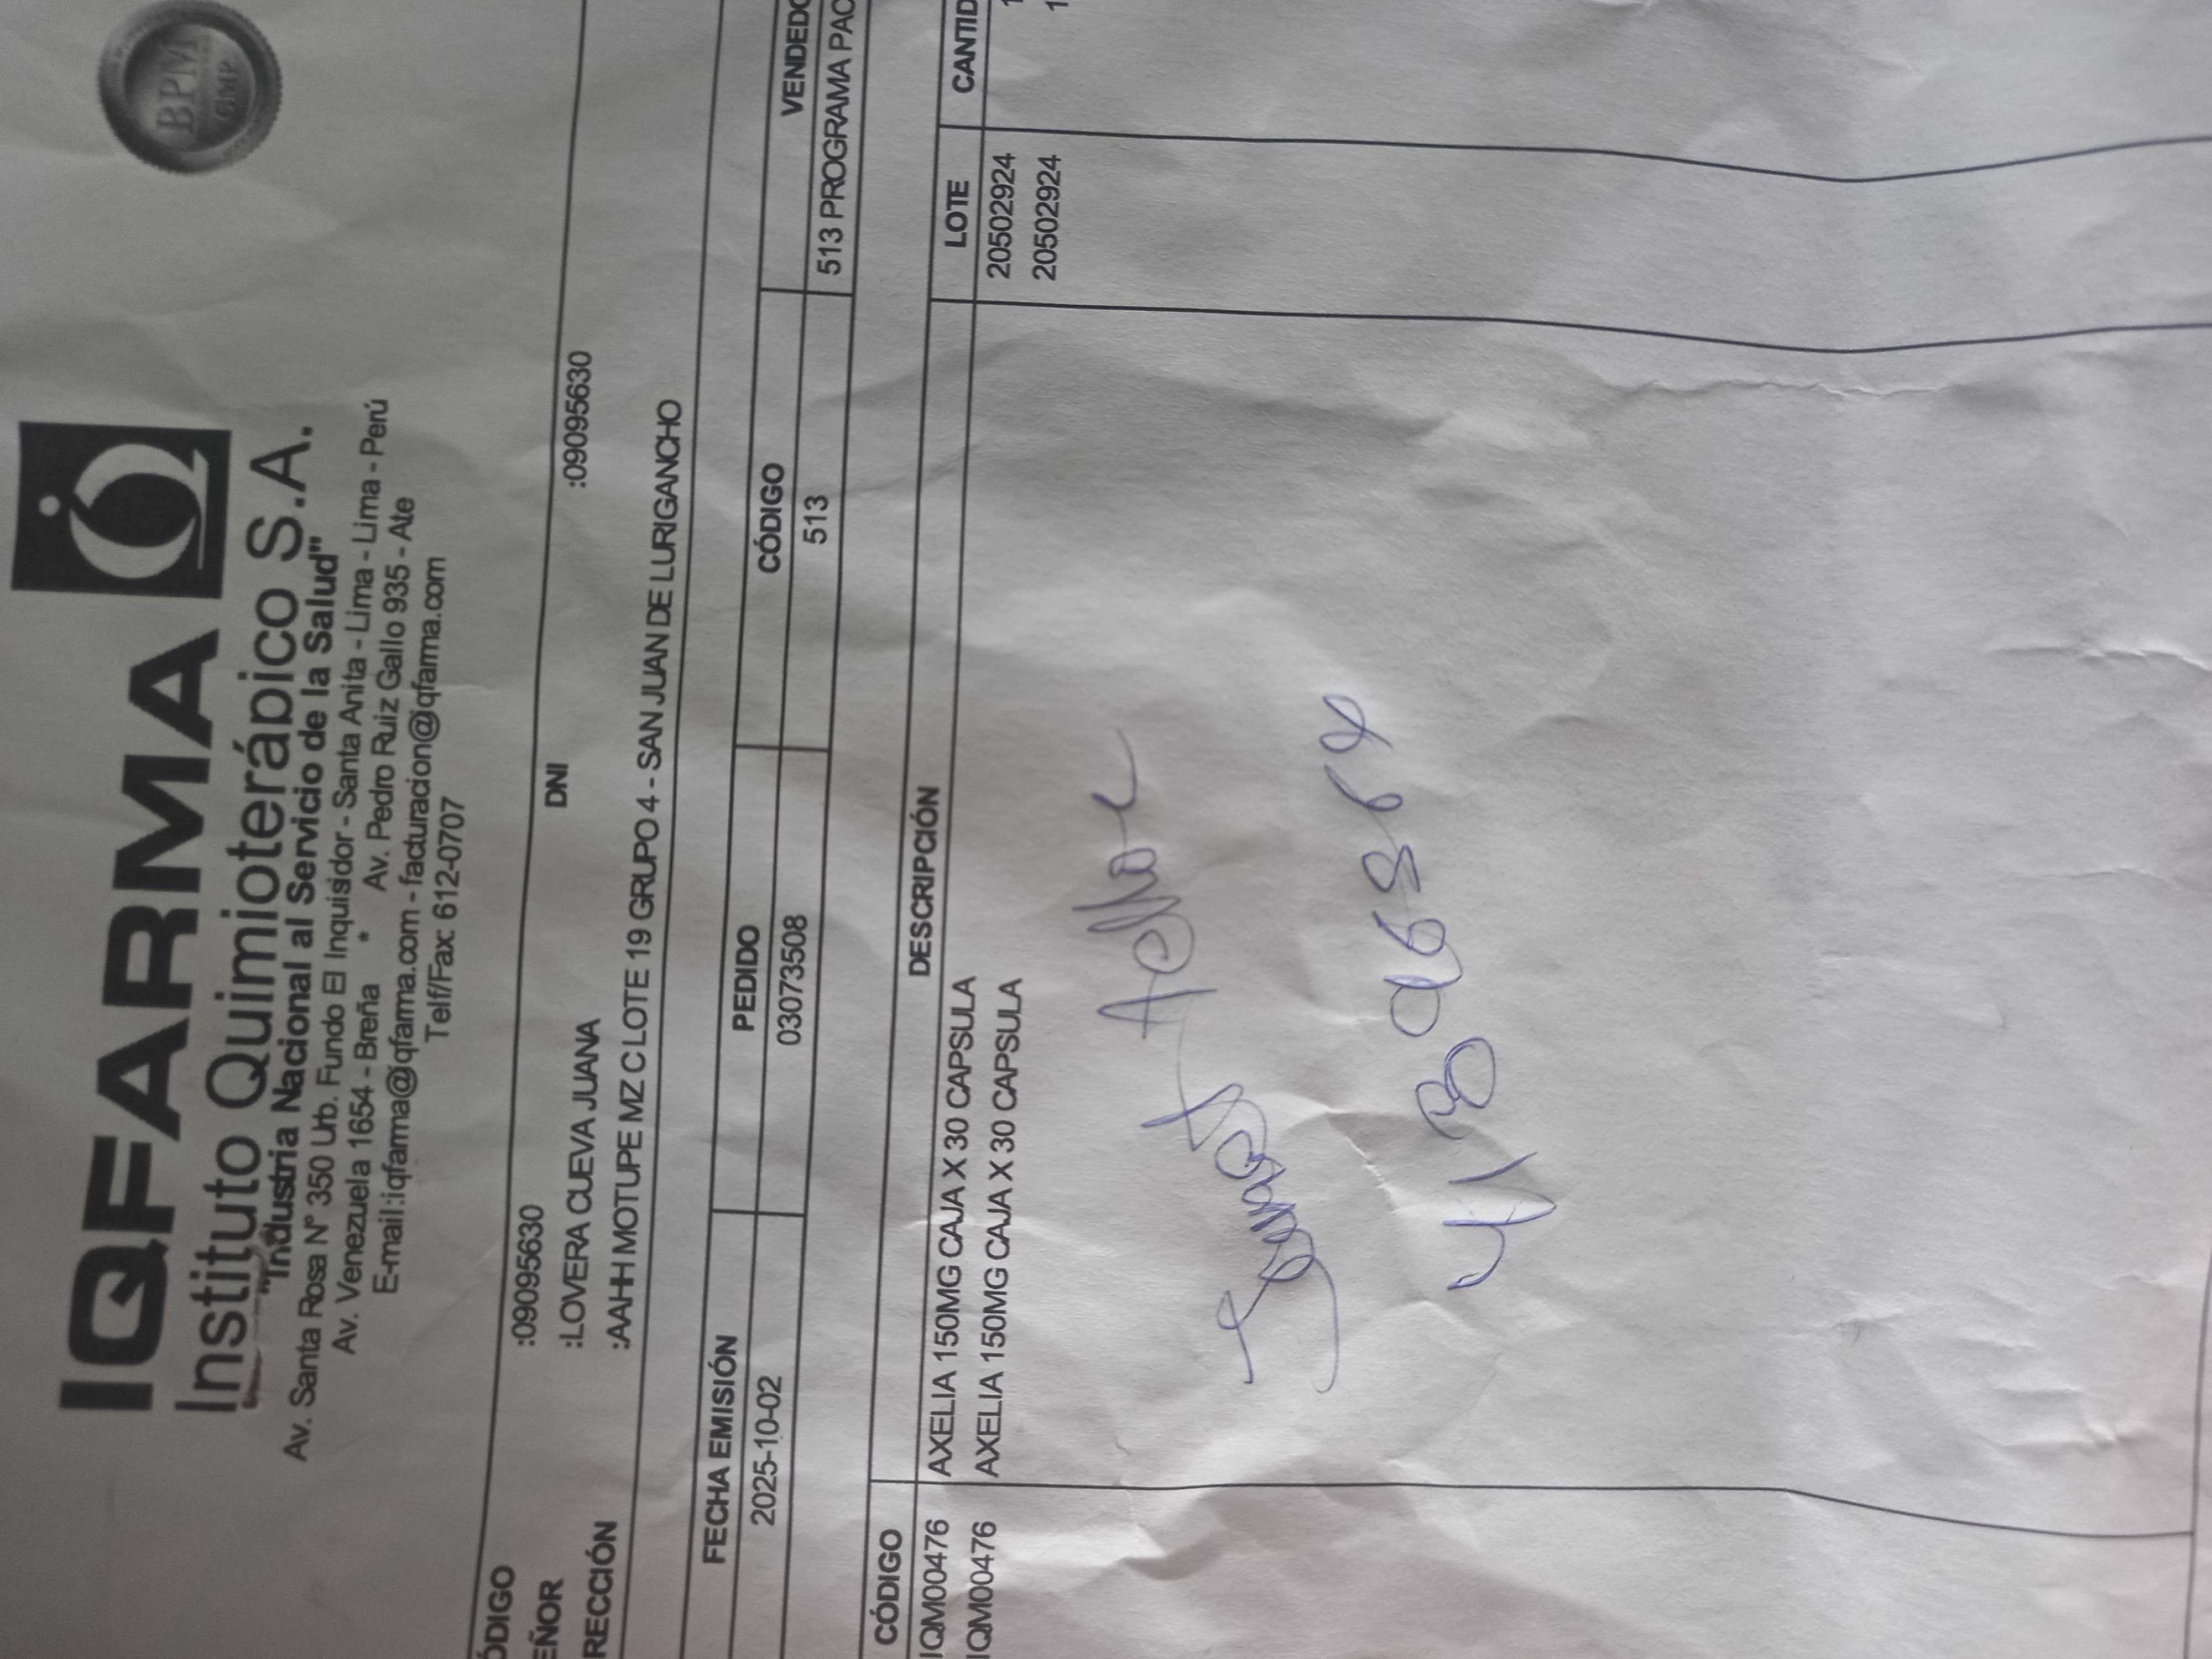 IQFARMA
BPM
GMP
Instituto Quimioterápico S.A.
"Industria Nacional al Servicio de la Salud"
Av. Santa Rosa Nº 350 Urb. Fundo El Inquisidor - Santa Anita - Lima - Lima - Perú
Av. Venezuela 1654 - Breña * Av. Pedro Ruiz Gallo 935 - Ate
E-mail:iqfarma@iqfarma.com - facturacion@iqfarma.com
Telf/Fax: 612-0707
ÓDIGO :09095630
EÑOR :LOVERA CUEVA JUANA DNI :09095630
RECCIÓN :AAHH MOTUPE MZ C LOTE 19 GRUPO 4 - SAN JUAN DE LURIGANCHO
FECHA EMISIÓN PEDIDO CÓDIGO VENDEDO
2025-10-02 03073508 513 513 PROGRAMA PAC
CÓDIGO DESCRIPCIÓN LOTE CANTID
IQM00476 AXELIA 150MG CAJA X 30 CAPSULA 20502924 1
IQM00476 AXELIA 150MG CAJA X 30 CAPSULA 20502924 1